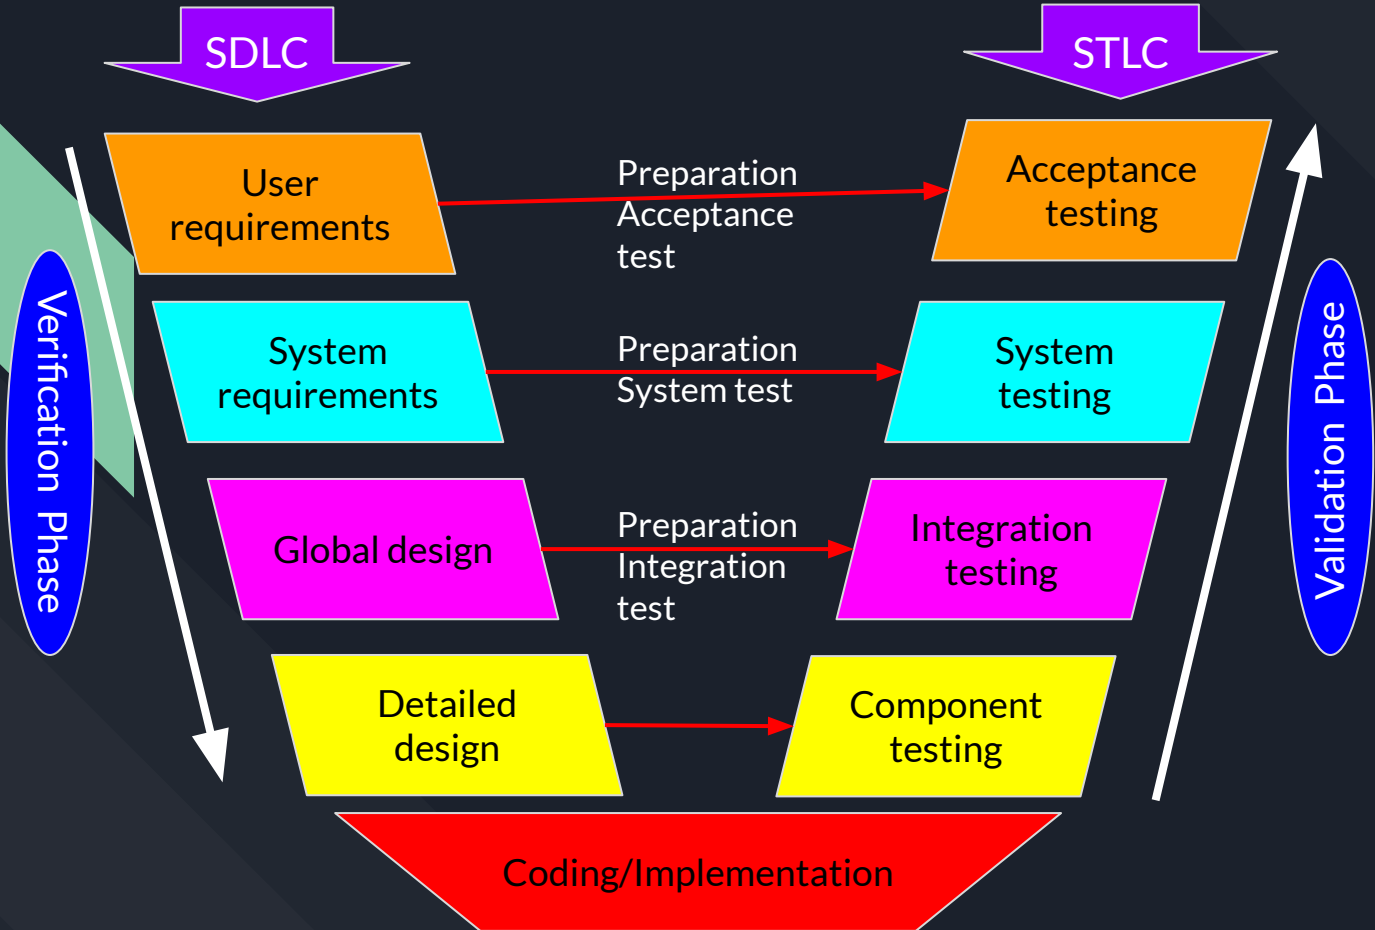 SDLC
STLC
User
requirements
Preparation
Acceptance
test
Acceptance
testing
System
requirements
Preparation
System test
System
testing
Global design
Preparation
Integration
test
Integration
testing
Detailed
design
Component
testing
Coding/Implementation
Verification Phase
Validation Phase